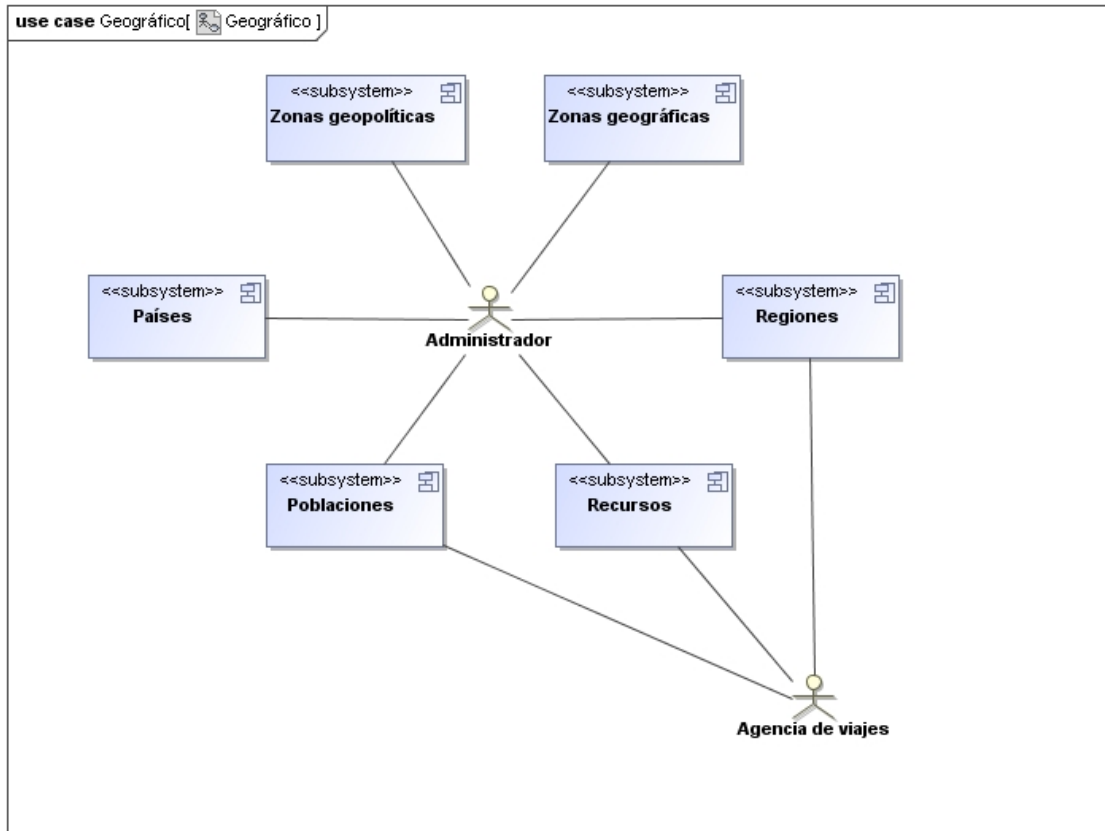 use case Geográfico[ Geográfico ]
<<subsystem>>
Zonas geopolíticas
<<subsystem>>
Zonas geográficas
<<subsystem>>
Países
Administrador
<<subsystem>>
Regiones
<<subsystem>>
Poblaciones
<<subsystem>>
Recursos
Agencia de viajes